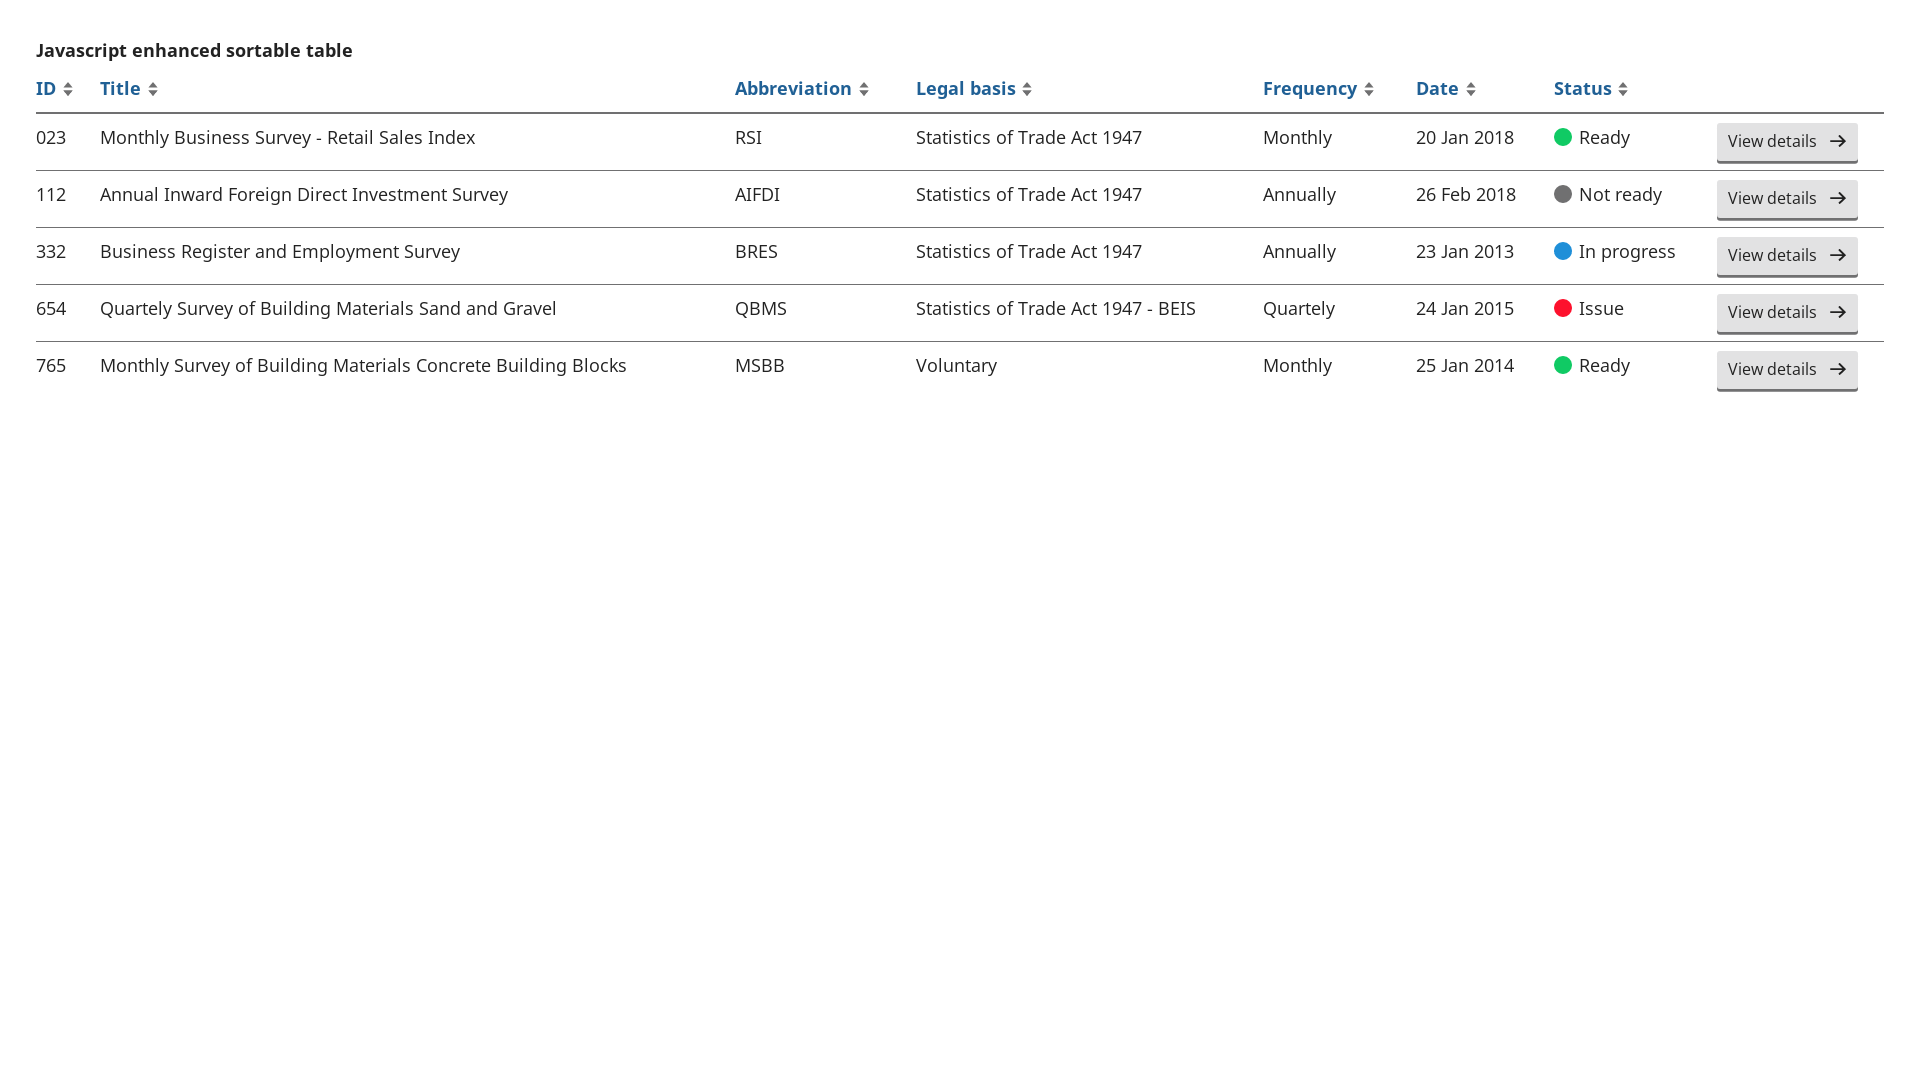 Javascript enhanced sortable table
ID Title Abbreviation Legal basis Frequency Date Status
023 Monthly Business Survey - Retail Sales Index RSI Statistics of Trade Act 1947 Monthly 20 Jan 2018 Ready View details
112 Annual Inward Foreign Direct Investment Survey AIFDI Statistics of Trade Act 1947 Annually 26 Feb 2018 Not ready View details
332 Business Register and Employment Survey BRES Statistics of Trade Act 1947 Annually 23 Jan 2013 In progress View details
654 Quartely Survey of Building Materials Sand and Gravel QBMS Statistics of Trade Act 1947 - BEIS Quartely 24 Jan 2015 Issue View details
765 Monthly Survey of Building Materials Concrete Building Blocks MSBB Voluntary Monthly 25 Jan 2014 Ready View details